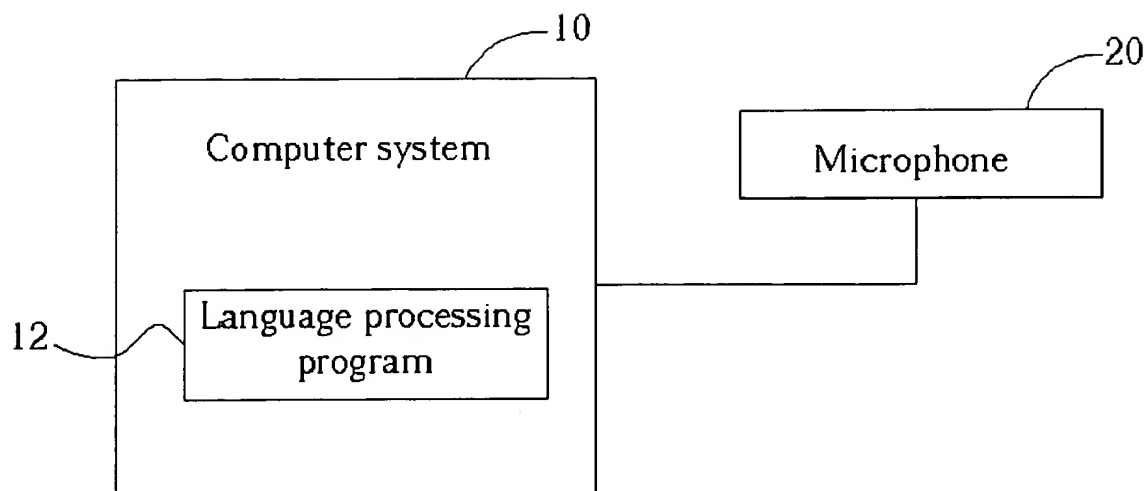 10
20
Computer system
Microphone
Language processing
program
12